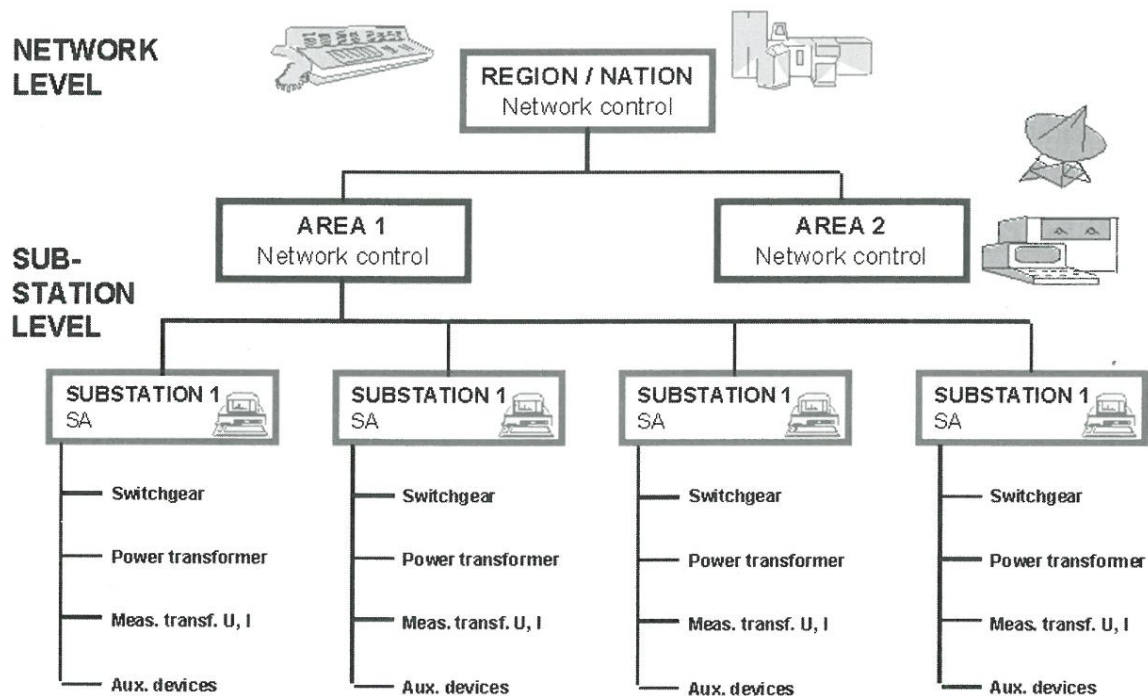 NETWORK
LEVEL
REGION / NATION
Network control
AREA 1
Network control
AREA 2
Network control
SUB-
STATION
LEVEL
SUBSTATION 1
SA
SUBSTATION 1
SA
SUBSTATION 1
SA
SUBSTATION 1
SA
Switchgear
Power transformer
Meas. transf. U, I
Aux. devices
Switchgear
Power transformer
Meas. transf. U, I
Aux. devices
Switchgear
Power transformer
Meas. transf. U, I
Aux. devices
Switchgear
Power transformer
Meas. transf. U, I
Aux. devices